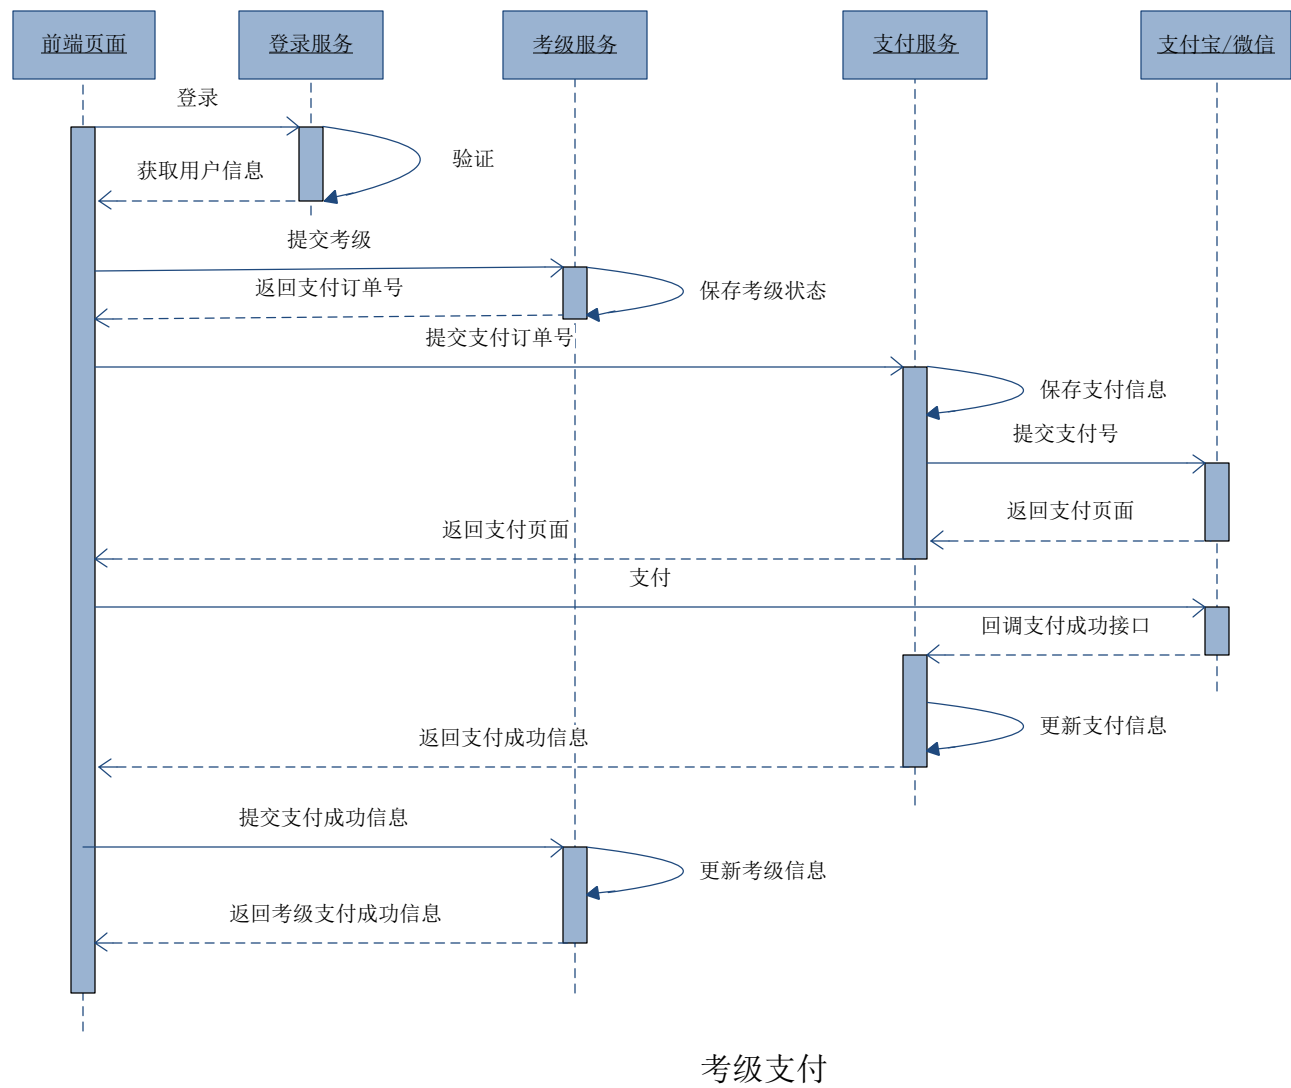 前端页面
登录服务
考级服务
支付服务
支付宝/微信
登录
验证
获取用户信息
提交考级
返回支付订单号
保存考级状态
提交支付订单号
保存支付信息
提交支付号
返回支付页面
返回支付页面
支付
回调支付成功接口
更新支付信息
返回支付成功信息
提交支付成功信息
更新考级信息
返回考级支付成功信息
考级支付